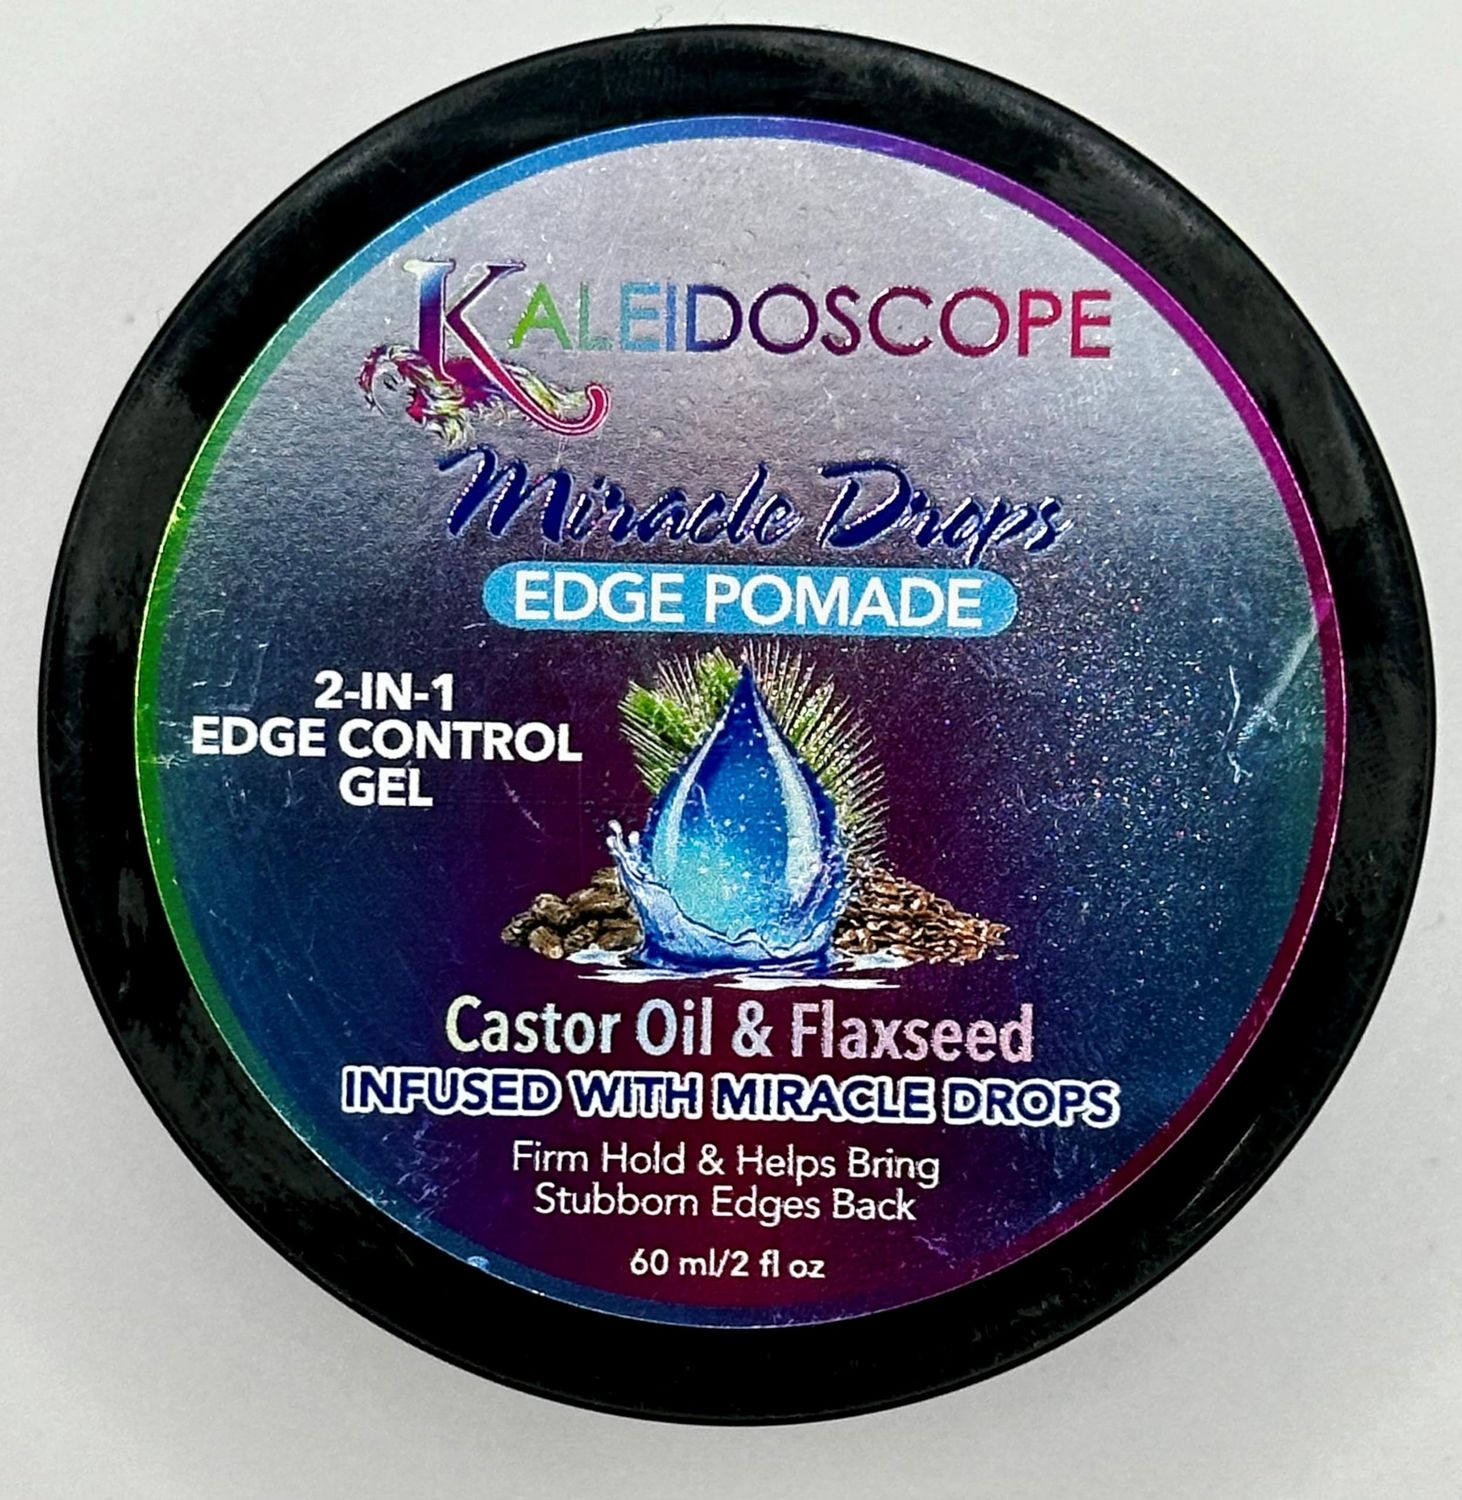 KALEIDOSCOPE
Miracle Drops
EDGE POMADE
2-IN-1
EDGE CONTROL
GEL
Castor Oil & Flaxseed
INFUSED WITH MIRACLE DROPS
Firm Hold & Helps Bring
Stubborn Edges Back
60 ml/2 fl oz